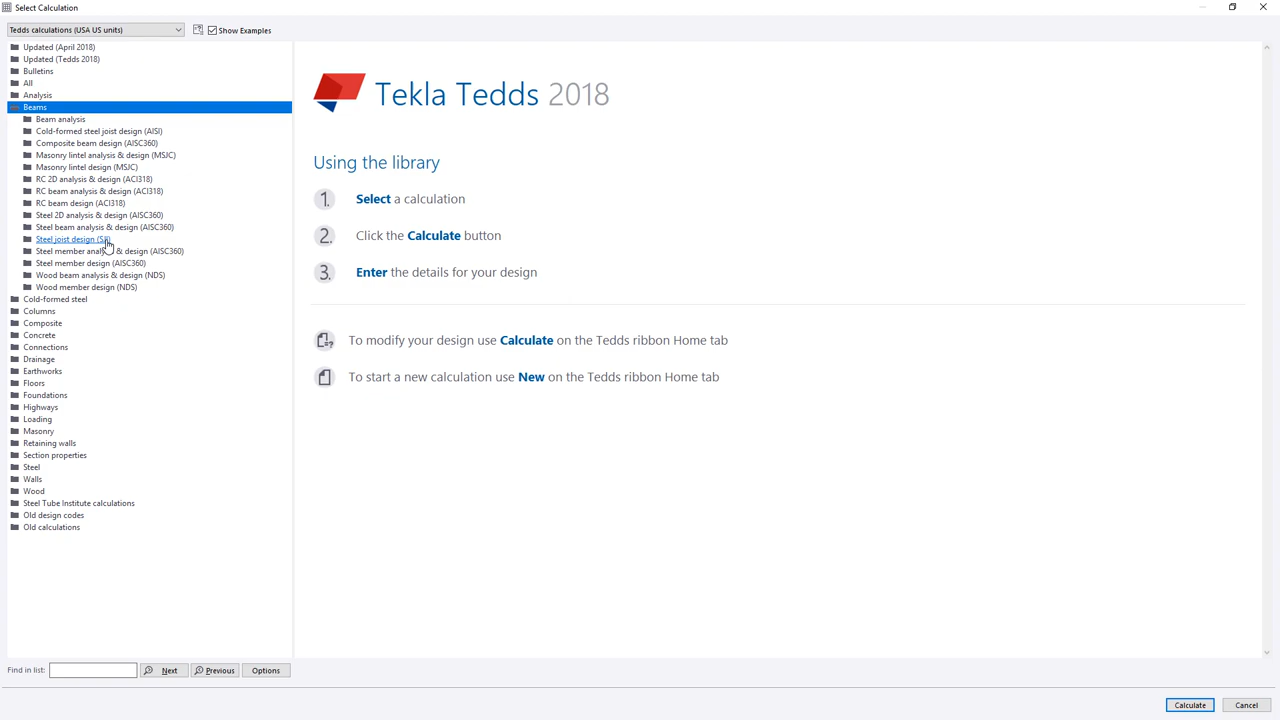 Select Calculation
Tedds calculations (USA US units)
Show Examples
Updated (April 2018)
Updated (Tedds 2018)
Bulletins
All
Analysis
Beams
Beam analysis
Cold-formed steel joist design (AISI)
Composite beam design (AISC360)
Masonry lintel analysis & design (MSJC)
Masonry lintel design (MSJC)
RC 2D analysis & design (ACI318)
RC beam analysis & design (ACI318)
RC beam design (ACI318)
Steel 2D analysis & design (AISC360)
Steel beam analysis & design (AISC360)
Steel joist design
Steel member & design (AISC360)
Steel member design (AISC360)
Wood beam analysis & design (NDS)
Wood member design (NDS)
Cold-formed steel
Columns
Composite
Concrete
Connections
Drainage
Earthworks
Floors
Foundations
Highways
Loading
Masonry
Retaining walls
Section properties
Steel
Walls
Wood
Steel Tube Institute calculations
Old design codes
Old calculations
Find in list:
Next
Previous
Options
Tekla Tedds 2018
Using the library
1. Select a calculation
2. Click the Calculate button
3. Enter the details for your design
To modify your design use Calculate on the Tedds ribbon Home tab
To start a new calculation use New on the Tedds ribbon Home tab
Calculate
Cancel